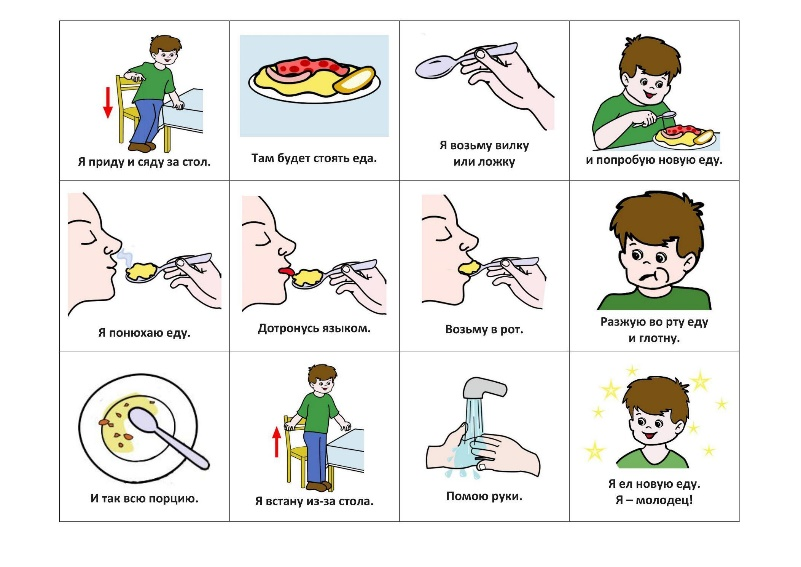 Я приду и сяду за стол.
Там будет стоять еда.
Я возьму вилку
или ложку
и попробую новую еду.
Я понюхаю еду.
Дотронусь языком.
Возьму в рот.
Разжую во рту еду
и глотну.
И так всю порцию.
Я встану из-за стола.
Помою руки.
Я ел новую еду.
Я – молодец!